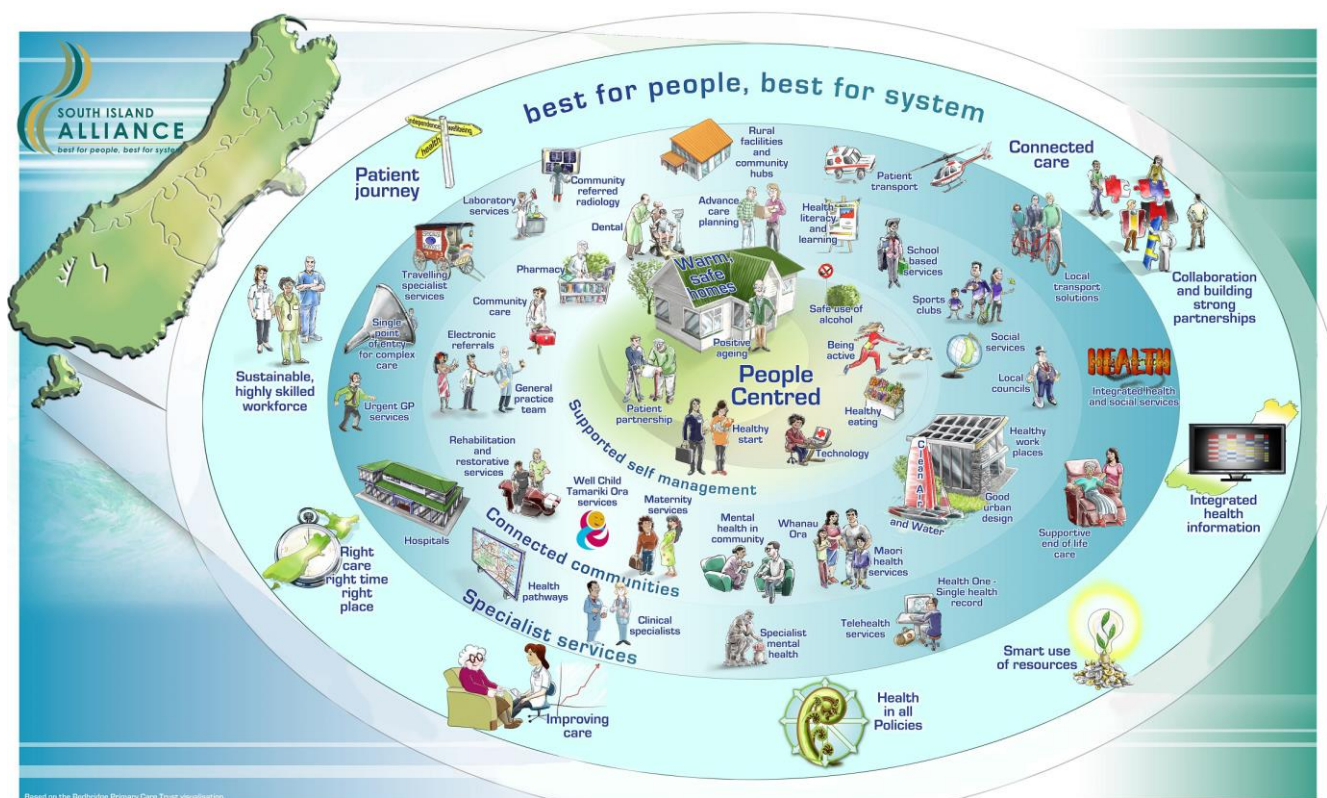 SOUTH ISLAND
ALLIANCE
best for people, best for system
best for people, best for system
independence
wellbeing
health
Patient
journey
Connected
care
Rural
facilities
and
community
hubs
Patient
transport
Community
referred
radiology
Laboratory
services
Dental
Advance
care
planning
Health
literacy
and
learning
School
based
services
Local
transport
solutions
Collaboration
and building
strong
partnerships
Travelling
specialist
services
Pharmacy
Warm,
safe
homes
Safe use of
alcohol
Sports
clubs
Single
point
of entry
for complex
care
Community
care
Electronic
referrals
General
practice
team
Positive
ageing
Being
active
Social
services
Local
councils
HEALTH
Integrated health
and social services
Sustainable,
highly skilled
workforce
Urgent GP
services
People
Centred
Patient
partnership
Healthy
start
Healthy
eating
Technology
Supported self management
Healthy
work
places
Clean Air
and Water
Good
urban
design
Integrated
health
information
Rehabilitation
and
restorative
services
Well Child
Tamariki Ora
services
Maternity
services
Mental
health in
community
Whanau
Ora
Maori
health
services
Supportive
end of life
care
Hospitals
Connected communities
Right
care
right time
right
place
Health
pathways
Clinical
specialists
Specialist
mental
health
Telehealth
services
Health One -
Single health
record
Specialist services
Smart use
of resources
Improving
care
Health
in all
Policies
Based on the Redbridge Primary Care Trust visualisation